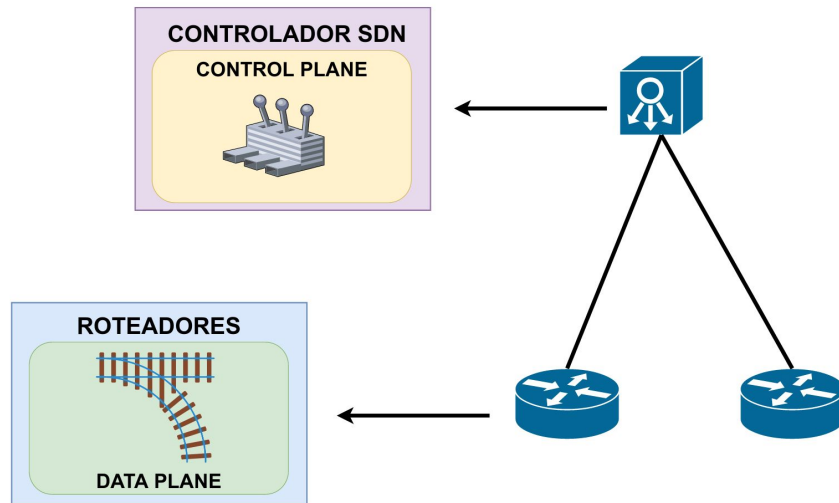 CONTROLADOR SDN
CONTROL PLANE
ROTEADORES
DATA PLANE